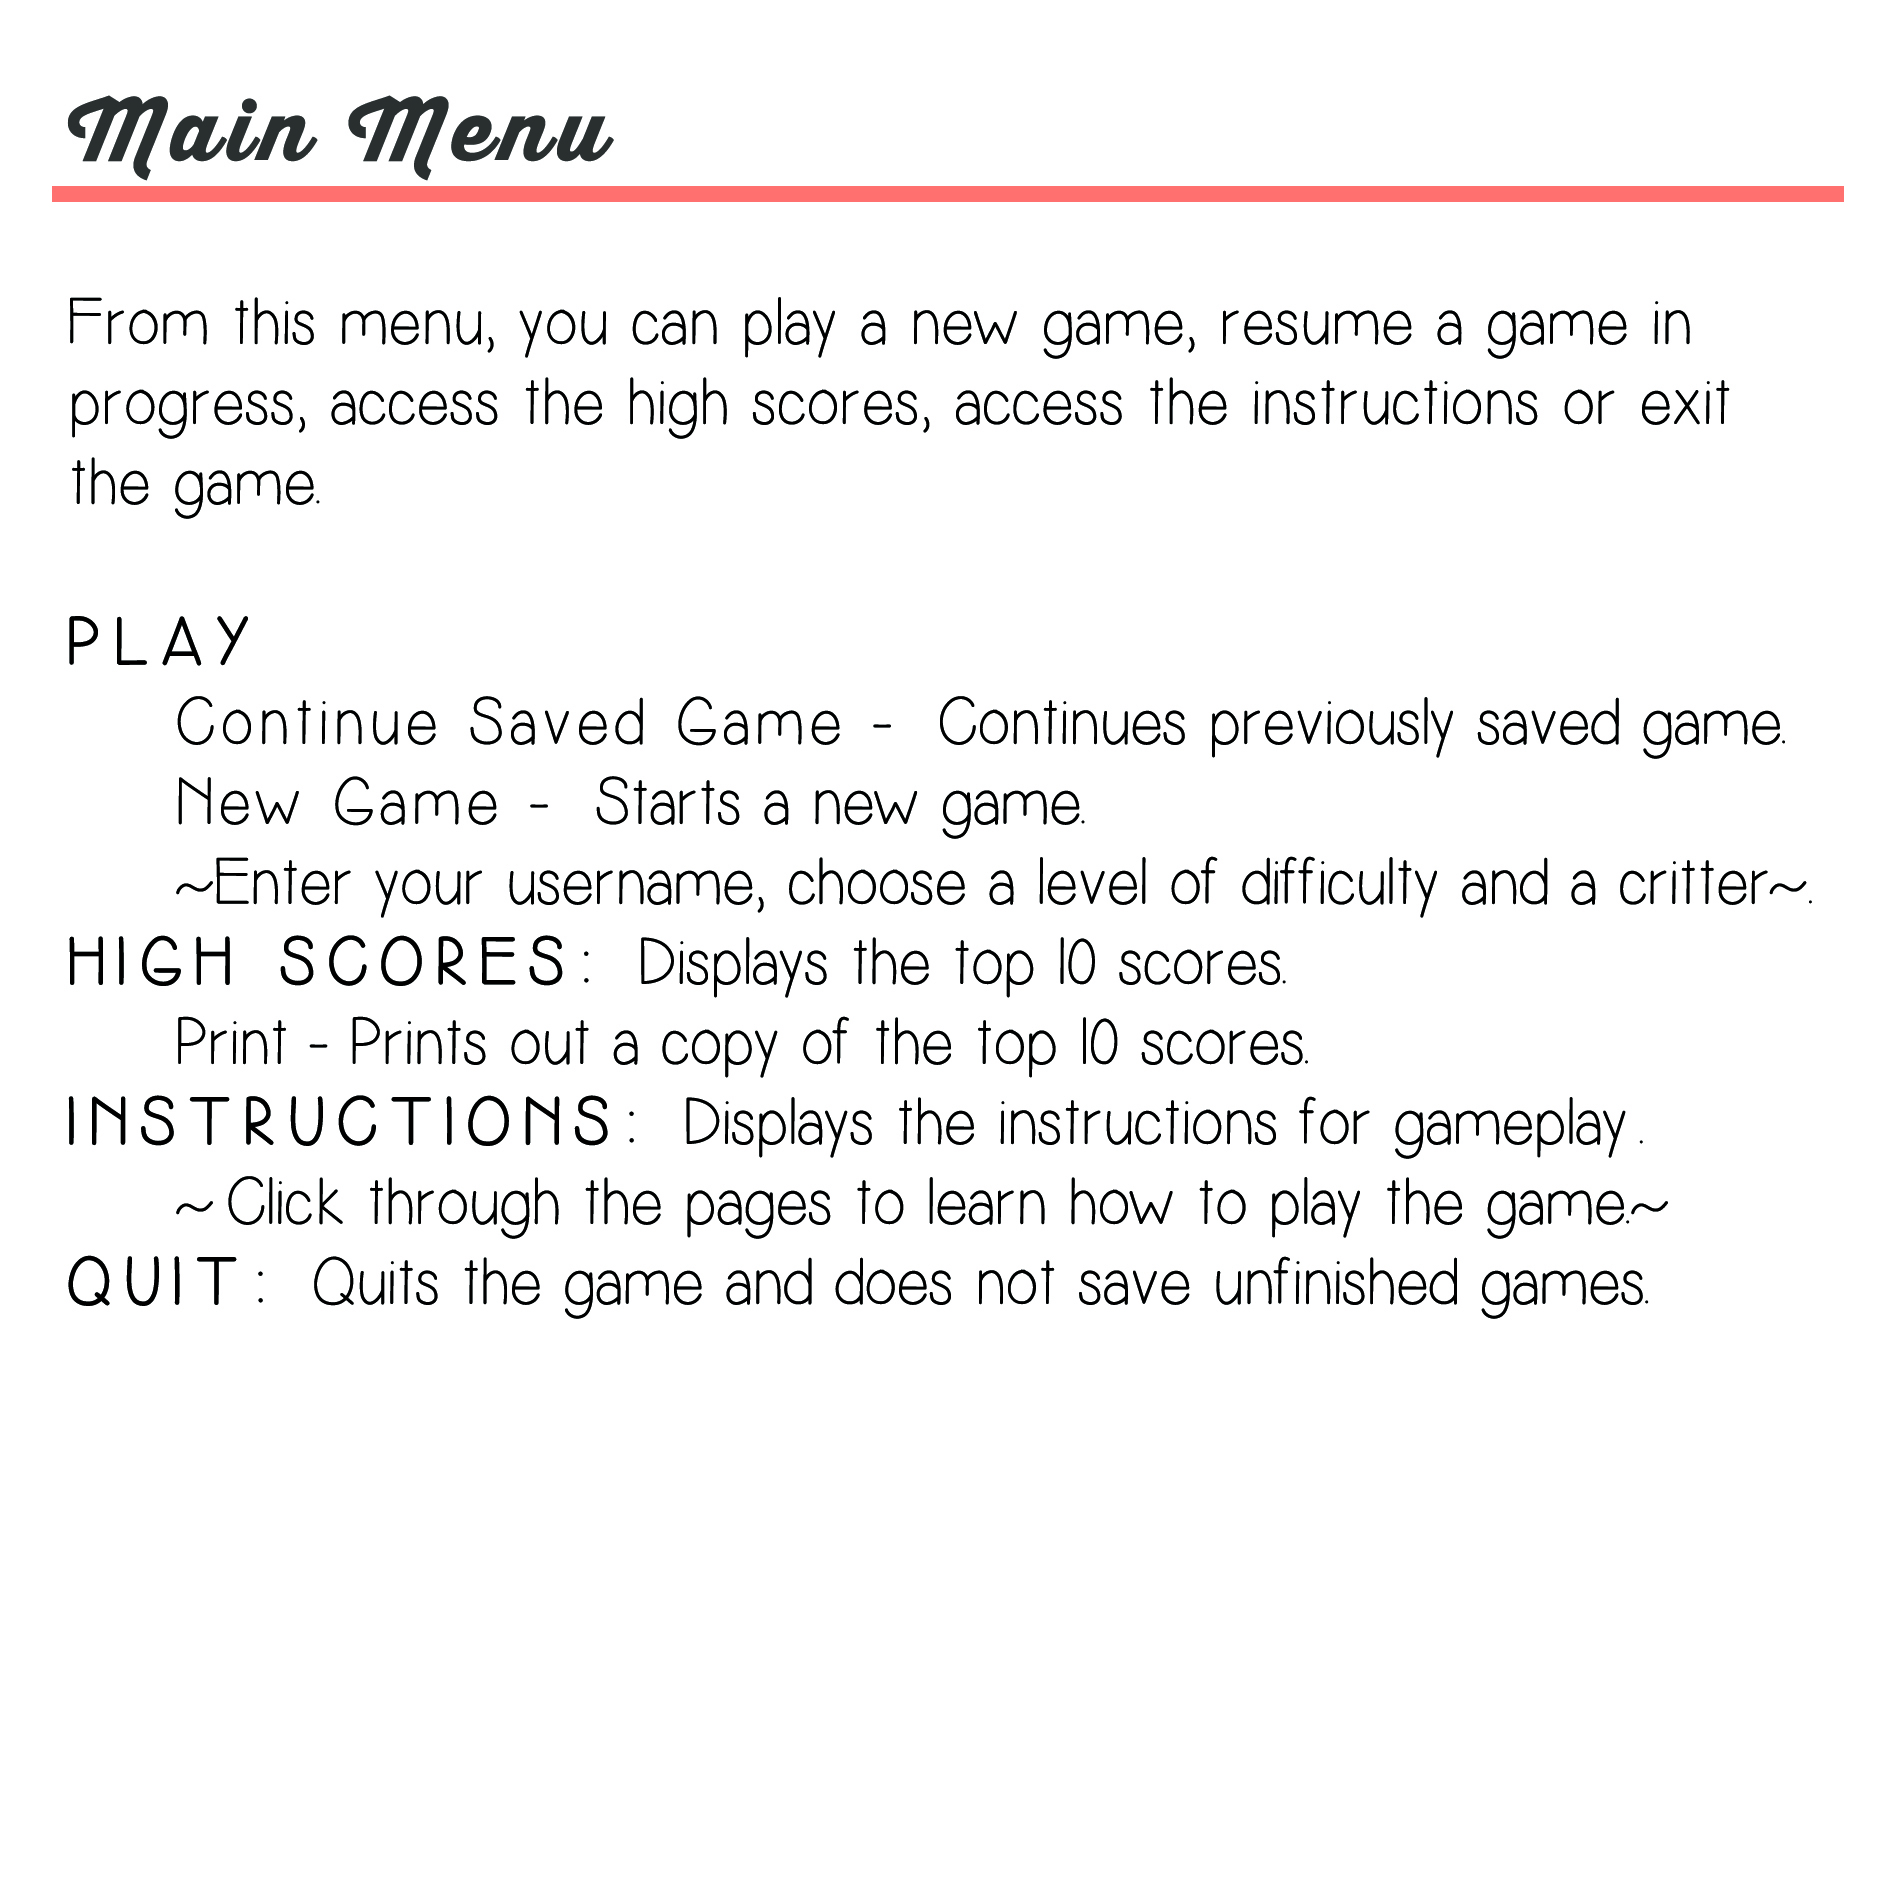 Main Menu
From this menu, you can play a new game, resume a game in
progress, access the high scores, access the instructions or exit
the game.
PLAY
Continue Saved Game - Continues previously saved game.
New Game - Starts a new game.
~Enter your username, choose a level of difficulty and a critter~.
HIGH SCORES: Displays the top 10 scores.
Print - Prints out a copy of the top 10 scores.
INSTRUCTIONS: Displays the instructions for gameplay.
~Click through the pages to learn how to play the game.~
QUIT: Quits the game and does not save unfinished games.